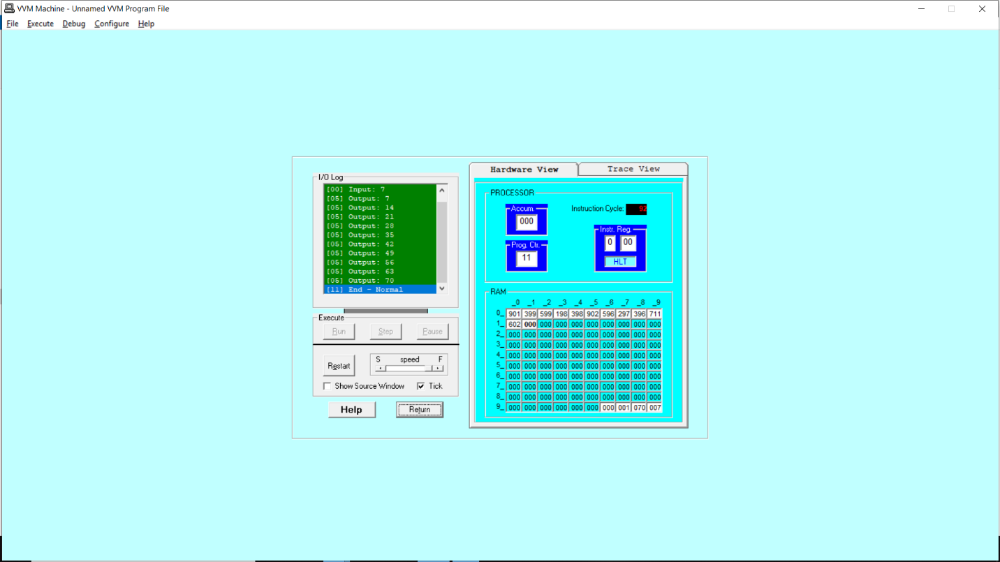 VVM Machine - Unnamed VVM Program File
File Execute Debug Configure Help
I/O Log
[00] Input: 7
[05] Output: 7
[05] Output: 14
[05] Output: 21
[05] Output: 28
[05] Output: 35
[05] Output: 42
[05] Output: 49
[05] Output: 56
[05] Output: 63
[05] Output: 70
[11] End - Normal
Execute
Run Step Pause
Restart
S speed F
Show Source Window Tick
Help Return
Hardware View Trace View
PROCESSOR
Accum.
000
Instruction Cycle: 92
Prog. Ctr.
11
Instr. Reg.
0 00
HLT
RAM
_0 _1 _2 _3 _4 _5 _6 _7 _8 _9
0_ 901 399 599 198 398 902 596 297 396 711
1_ 602 000 000 000 000 000 000 000 000 000
2_ 000 000 000 000 000 000 000 000 000 000
3_ 000 000 000 000 000 000 000 000 000 000
4_ 000 000 000 000 000 000 000 000 000 000
5_ 000 000 000 000 000 000 000 000 000 000
6_ 000 000 000 000 000 000 000 000 000 000
7_ 000 000 000 000 000 000 000 000 000 000
8_ 000 000 000 000 000 000 000 000 000 000
9_ 000 000 000 000 000 000 000 001 070 007